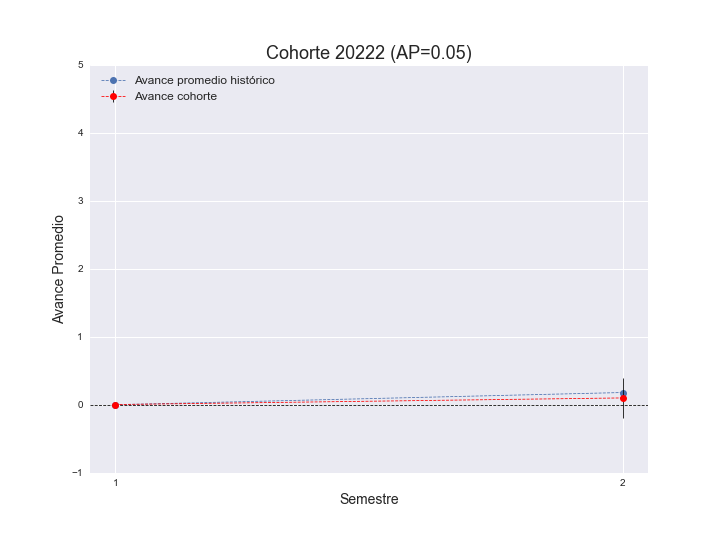 Cohorte 20222 (AP=0.05)
Avance promedio histórico
Avance cohorte
Avance Promedio
5
4
3
2
1
0
−1
1
2
Semestre